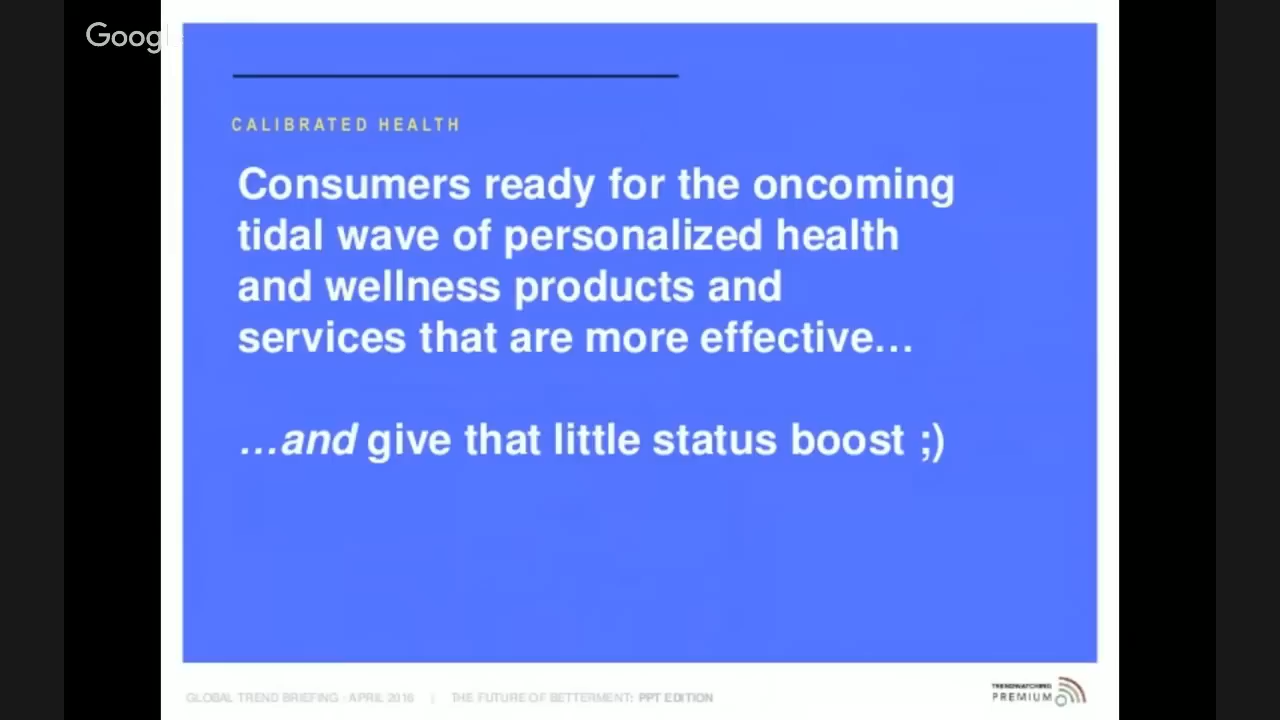 Google
CALIBRATED HEALTH
Consumers ready for the oncoming
tidal wave of personalized health
and wellness products and
services that are more effective…
…and give that little status boost ;)
GLOBAL TREND BRIEFING · APRIL 2016 | THE FUTURE OF BETTERMENT: PPT EDITION
TRENDWATCHING
PREMIUM